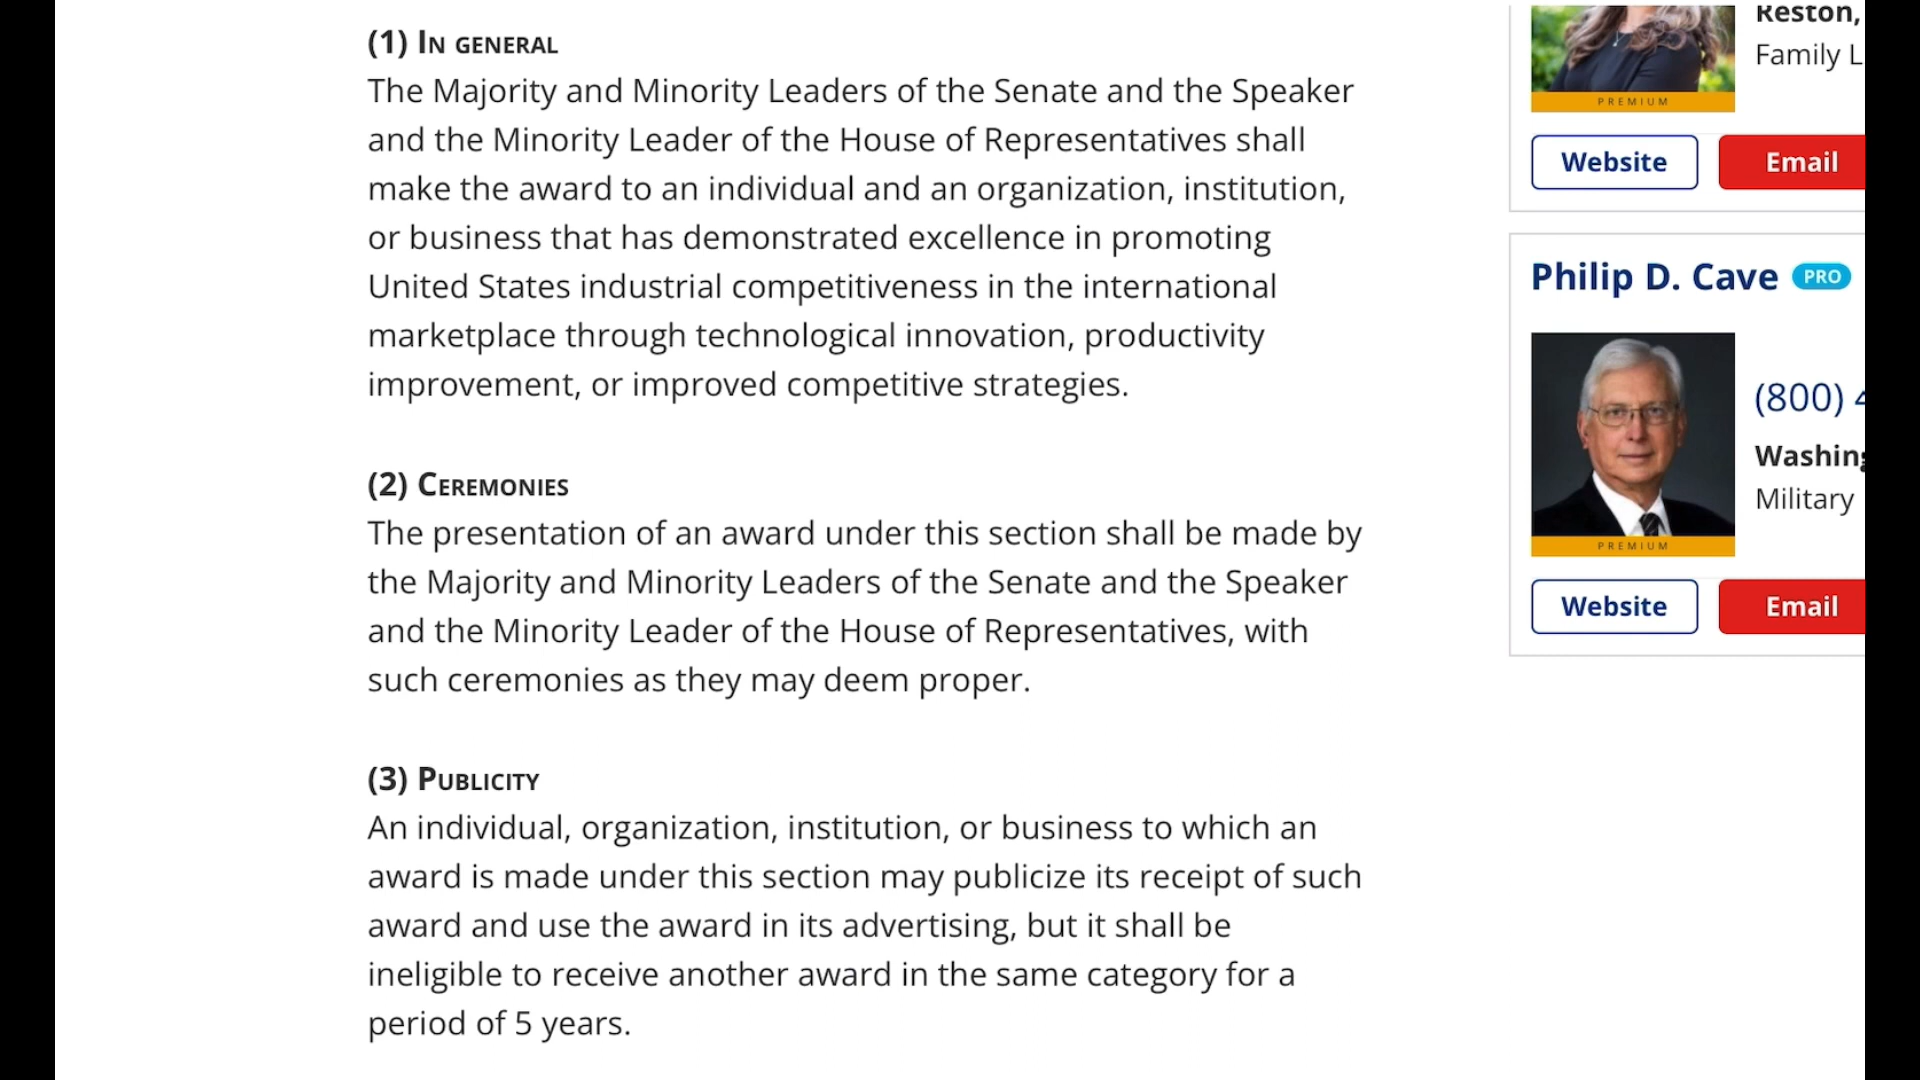 (1) In general
The Majority and Minority Leaders of the Senate and the Speaker
and the Minority Leader of the House of Representatives shall
make the award to an individual and an organization, institution,
or business that has demonstrated excellence in promoting
United States industrial competitiveness in the international
marketplace through technological innovation, productivity
improvement, or improved competitive strategies.
(2) Ceremonies
The presentation of an award under this section shall be made by
the Majority and Minority Leaders of the Senate and the Speaker
and the Minority Leader of the House of Representatives, with
such ceremonies as they may deem proper.
(3) Publicity
An individual, organization, institution, or business to which an
award is made under this section may publicize its receipt of such
award and use the award in its advertising, but it shall be
ineligible to receive another award in the same category for a
period of 5 years.
Reston,
Family L
PREMIUM
Website Email
Philip D. Cave PRO
(800)
Washing
Military
PREMIUM
Website Email